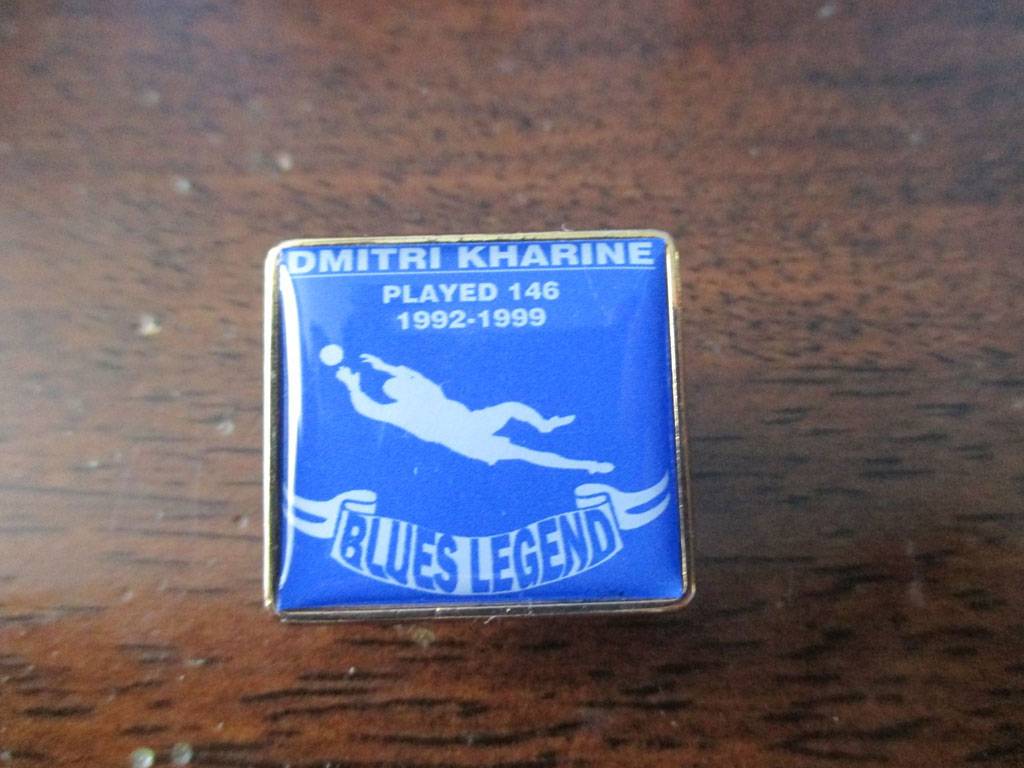 DMITRI KHARINE
PLAYED 146
1992-1999
BLUES LEGEND